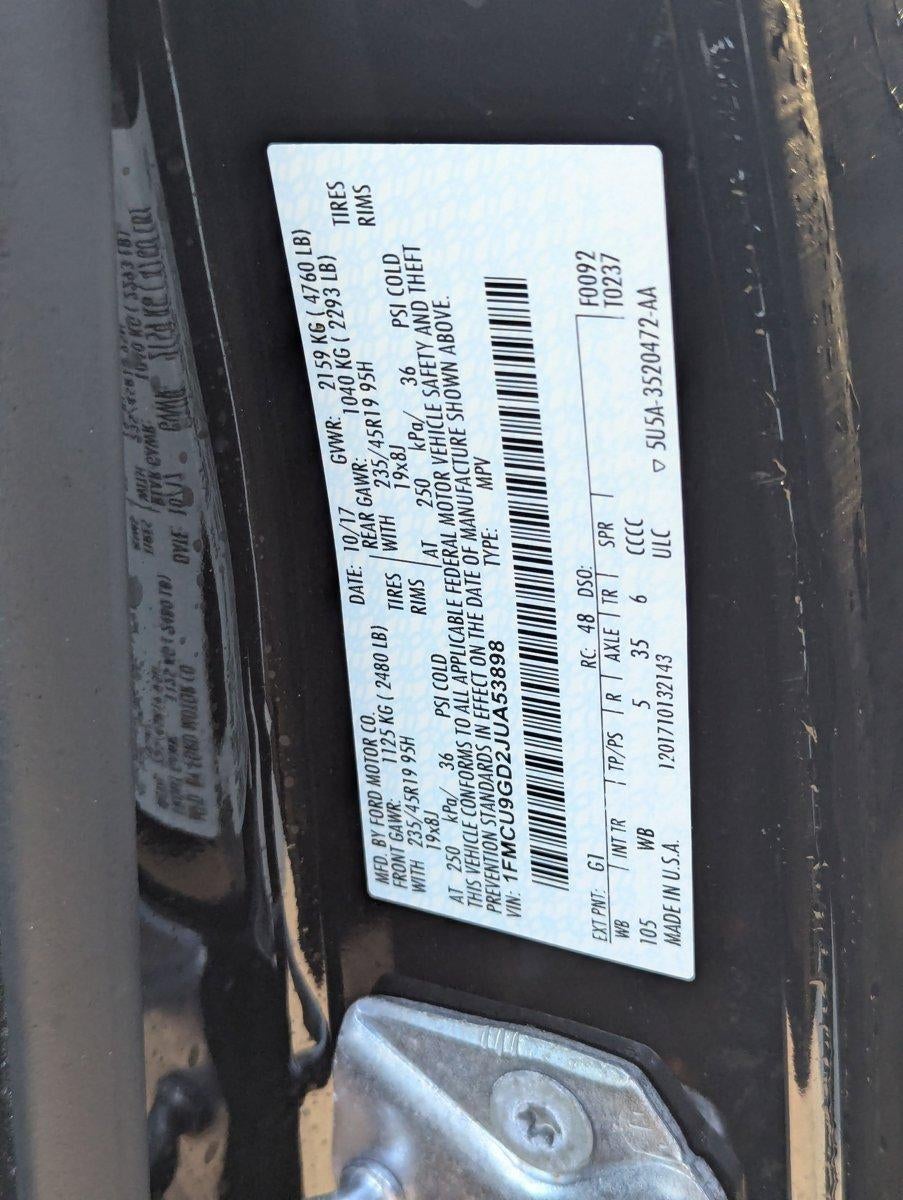 MFD. BY FORD MOTOR CO.
DATE: 10/17 GVWR: 2159 KG ( 4760 LB)
FRONT GAWR: 1125 KG ( 2480 LB) REAR GAWR: 1040 KG ( 2293 LB)
WITH 235/45R19 95H TIRES WITH 235/45R19 95H TIRES
19x8J RIMS 19x8J RIMS
AT 250 kPa/ 36 PSI COLD AT 250 kPa/ 36 PSI COLD
THIS VEHICLE CONFORMS TO ALL APPLICABLE FEDERAL MOTOR VEHICLE SAFETY AND THEFT
PREVENTION STANDARDS IN EFFECT ON THE DATE OF MANUFACTURE SHOWN ABOVE.
VIN: 1FMCU9GD2JUA53898 TYPE: MPV
EXT PNT: G1 RC: 48 DSO: F0092
WB INT TR TP/PS R AXLE TR SPR T0237
105 WB 5 35 6 CCCC
MADE IN U.S.A. 120171013​2143 ULC ▽ 5U5A-3520472-AA